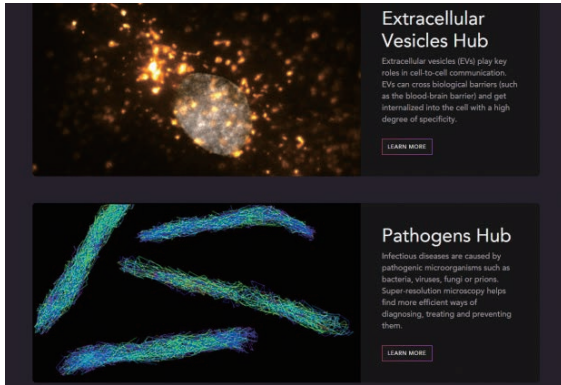 Extracellular
Vesicles Hub
Extracellular vesicles (EVs) play key
roles in cell-to-cell communication.
EVs can cross biological barriers (such
as the blood-brain barrier) and get
internalized into the cell with a high
degree of specificity.
LEARN MORE
Pathogens Hub
Infectious diseases are caused by
pathogenic microorganisms such as
bacteria, viruses, fungi or prions.
Super-resolution microscopy helps
find more efficient ways of
diagnosing, treating and preventing
them.
LEARN MORE